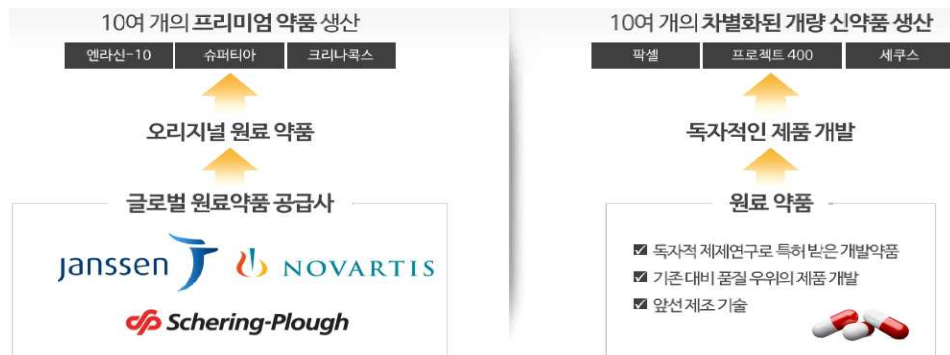 10여 개의 프리미엄 약품 생산
엔라신-10 슈퍼티아 크리나콕스
오리지널 원료 약품
글로벌 원료약품 공급사
janssen
NOVARTIS
Schering-Plough
10여 개의 차별화된 개량 신약품 생산
팍셀 프로젝트 400 세쿠스
독자적인 제품 개발
원료 약품
독자적 제제연구로 특허 받은 개발약품
기존 대비 품질 우위의 제품 개발
앞선 제조 기술